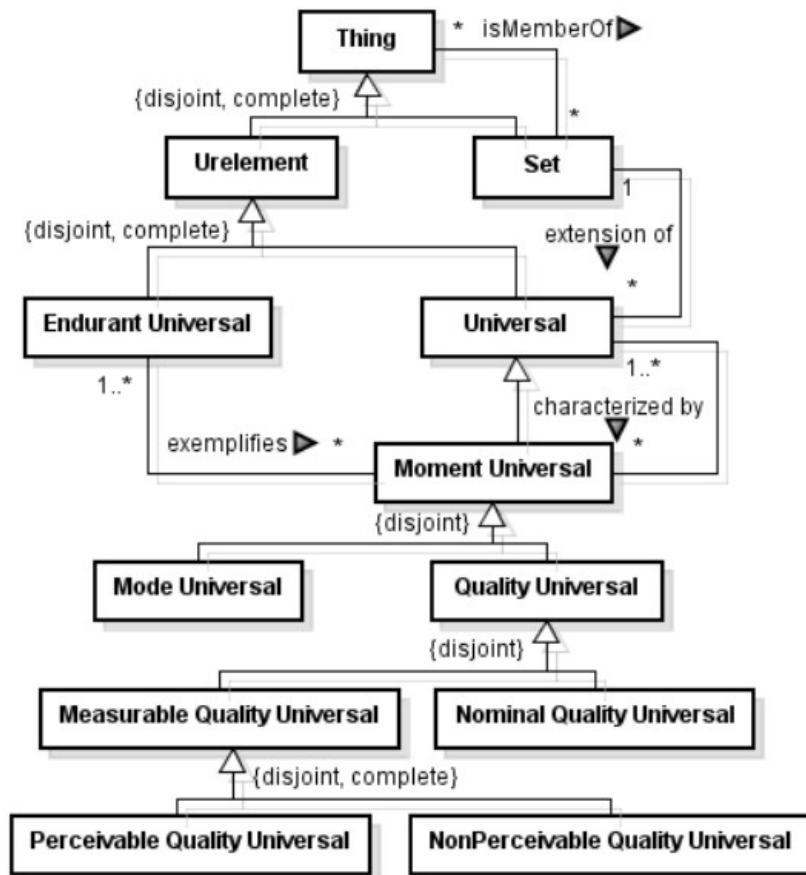 Thing
* isMemberOf
{disjoint, complete}
*
Urelement
Set
1
{disjoint, complete}
extension of
*
Endurant Universal
Universal
1..*
1..*
characterized by
exemplifies
*
*
Moment Universal
{disjoint}
Mode Universal
Quality Universal
{disjoint}
Measurable Quality Universal
Nominal Quality Universal
{disjoint, complete}
Perceivable Quality Universal
NonPerceivable Quality Universal